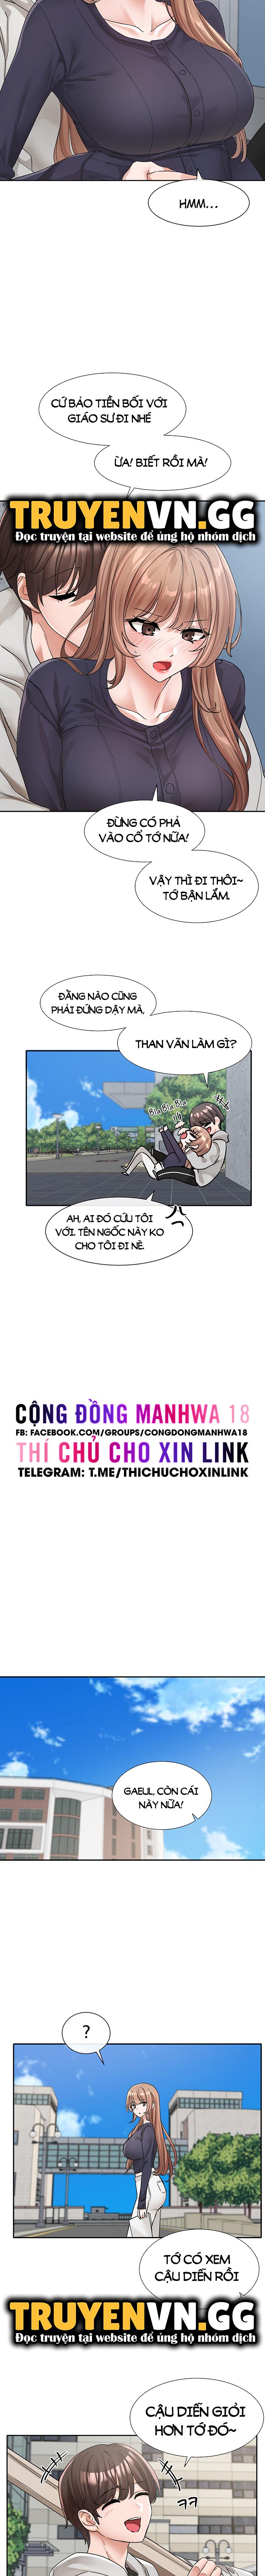 HMM...
CỨ BẢO TIỀN BỐI VỚI
GIÁO SƯ ĐI NHÉ
ỪA! BIẾT RỒI MÀ!
TRUYENVN.GG
Đọc truyện tại website để ủng hộ nhóm dịch
ĐỪNG CÓ PHẢ
VÀO CỔ TỚ NỮA!
VẬY THÌ ĐI THÔI~
TỚ BẬN LẮM.
ĐẰNG NÀO CŨNG
PHẢI ĐỨNG DẬY MÀ,
THAN VÃN LÀM GÌ?
Bla Bla Bla
AH, AI ĐÓ CỨU TÔI
VỚI. TÊN NGỐC NÀY KO
CHO TÔI ĐI NÈ.
CỘNG ĐỒNG MANHWA 18
FB: FACEBOOK.COM/GROUPS/CONGDONGMANHWA18
THÍ CHỦ CHO XIN LINK
TELEGRAM: T.ME/THICHUCHOXINLINK
GAEUL, CÒN CÁI
NÀY NỮA!
?
TỚ CÓ XEM
CẬU DIỄN RỒI
TRUYENVN.GG
Đọc truyện tại website để ủng hộ nhóm dịch
CẬU DIỄN GIỎI
HƠN TỚ ĐÓ~
ㅋㅋ